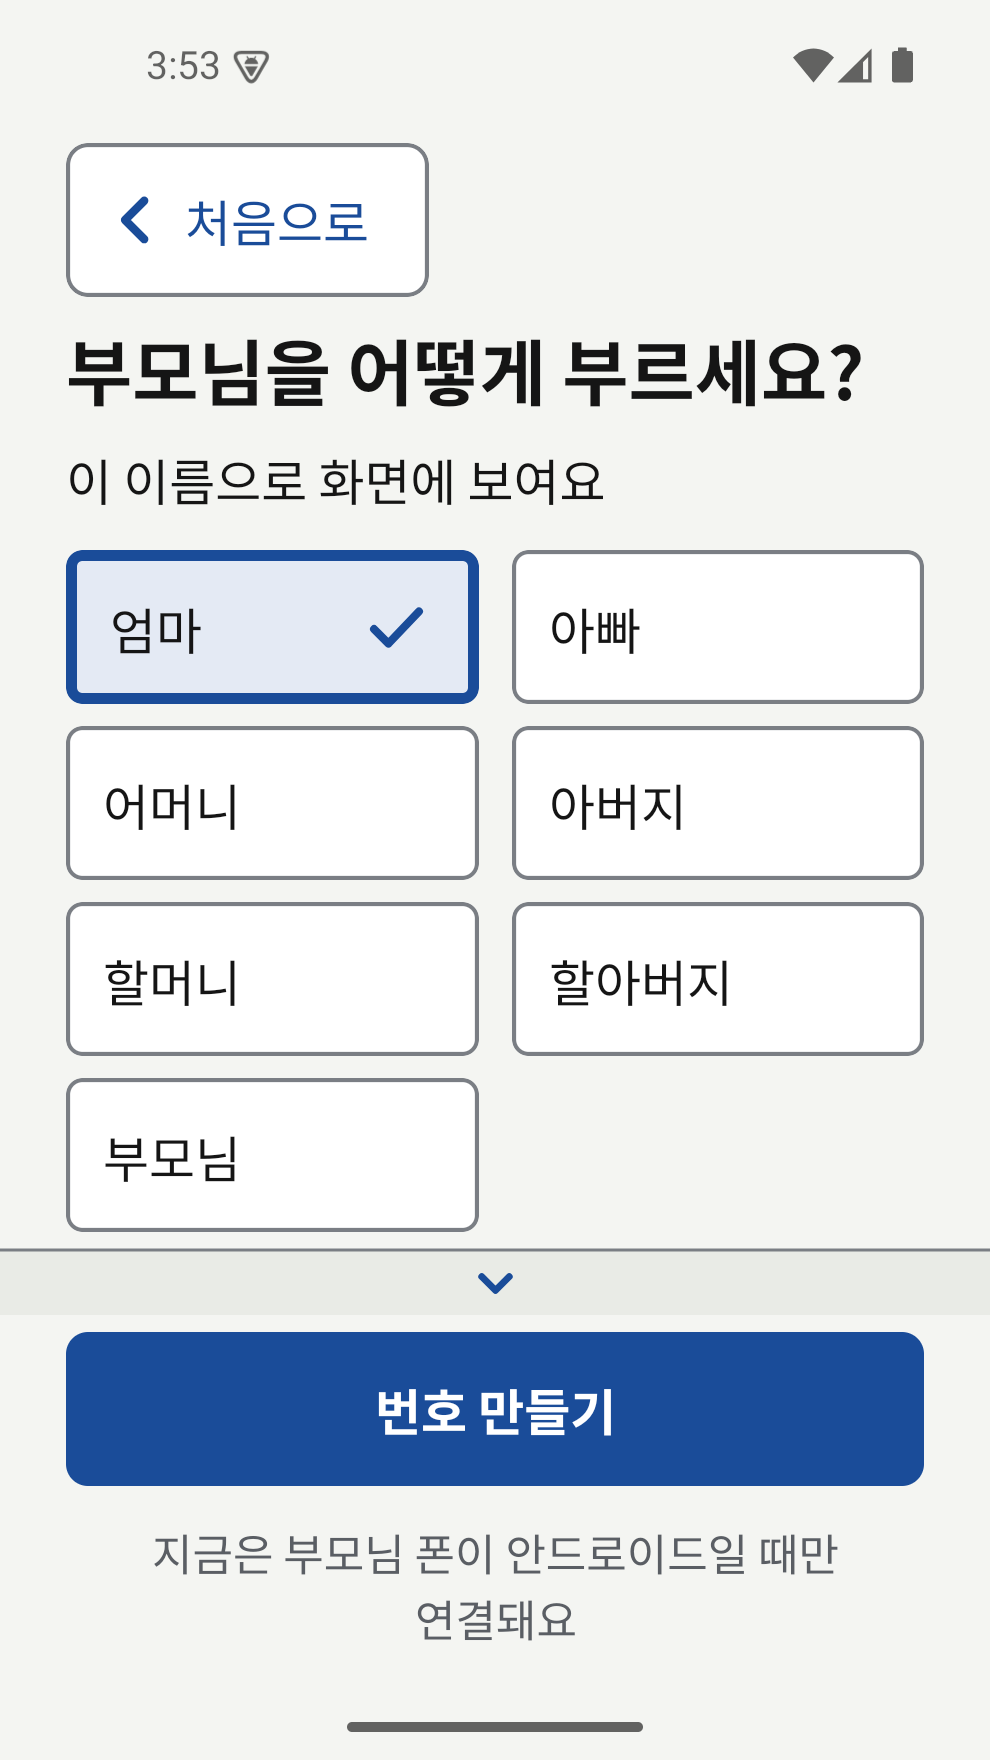 3:53
처음으로
부모님을 어떻게 부르세요?
이 이름으로 화면에 보여요
엄마
아빠
어머니
아버지
할머니
할아버지
부모님
번호 만들기
지금은 부모님 폰이 안드로이드일 때만
연결돼요